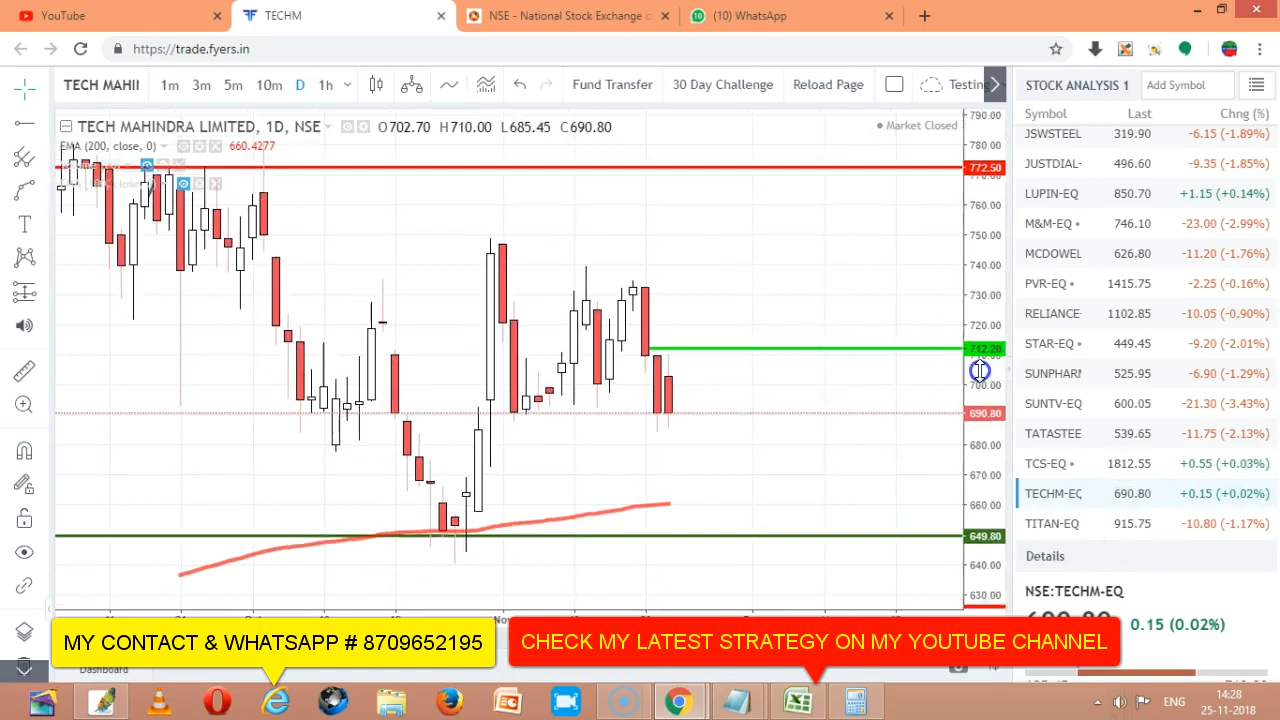 YouTube
TECHM
NSE - National Stock Exchange o
(10) WhatsApp
https://trade.fyers.in
TECH MAHII 1m 3m 5m 10m D 1h Fund Transfer 30 Day Challenge Reload Page Testing
STOCK ANALYSIS 1 Add Symbol
TECH MAHINDRA LIMITED, 1D, NSE O702.70 H710.00 L685.45 C690.80
Market Closed
EMA (200, close, 0) 660.4277
790.00
780.00
772.50
770.00
760.00
750.00
740.00
730.00
720.00
712.20
710.00
700.00
690.80
680.00
670.00
660.00
649.80
640.00
630.00
Symbol Last Chng (%)
JSWSTEEL 319.90 -6.15 (-1.89%)
JUSTDIAL- 496.60 -9.35 (-1.85%)
LUPIN-EQ 850.70 +1.15 (+0.14%)
M&M-EQ 746.10 -23.00 (-2.99%)
MCDOWEL 626.80 -11.20 (-1.76%)
PVR-EQ 1415.75 -2.25 (-0.16%)
RELIANCE- 1102.85 -10.05 (-0.90%)
STAR-EQ 449.45 -9.20 (-2.01%)
SUNPHARM 525.95 -6.90 (-1.29%)
SUNTV-EQ 600.05 -21.30 (-3.43%)
TATASTEE 539.65 -11.75 (-2.13%)
TCS-EQ 1812.55 +0.55 (+0.03%)
TECHM-EQ 690.80 +0.15 (+0.02%)
TITAN-EQ 915.75 -10.80 (-1.17%)
Details
NSE:TECHM-EQ
690.80 0.15 (0.02%)
MY CONTACT & WHATSAPP # 8709652195
CHECK MY LATEST STRATEGY ON MY YOUTUBE CHANNEL
Dashboard
ENG
14:28
25-11-2018